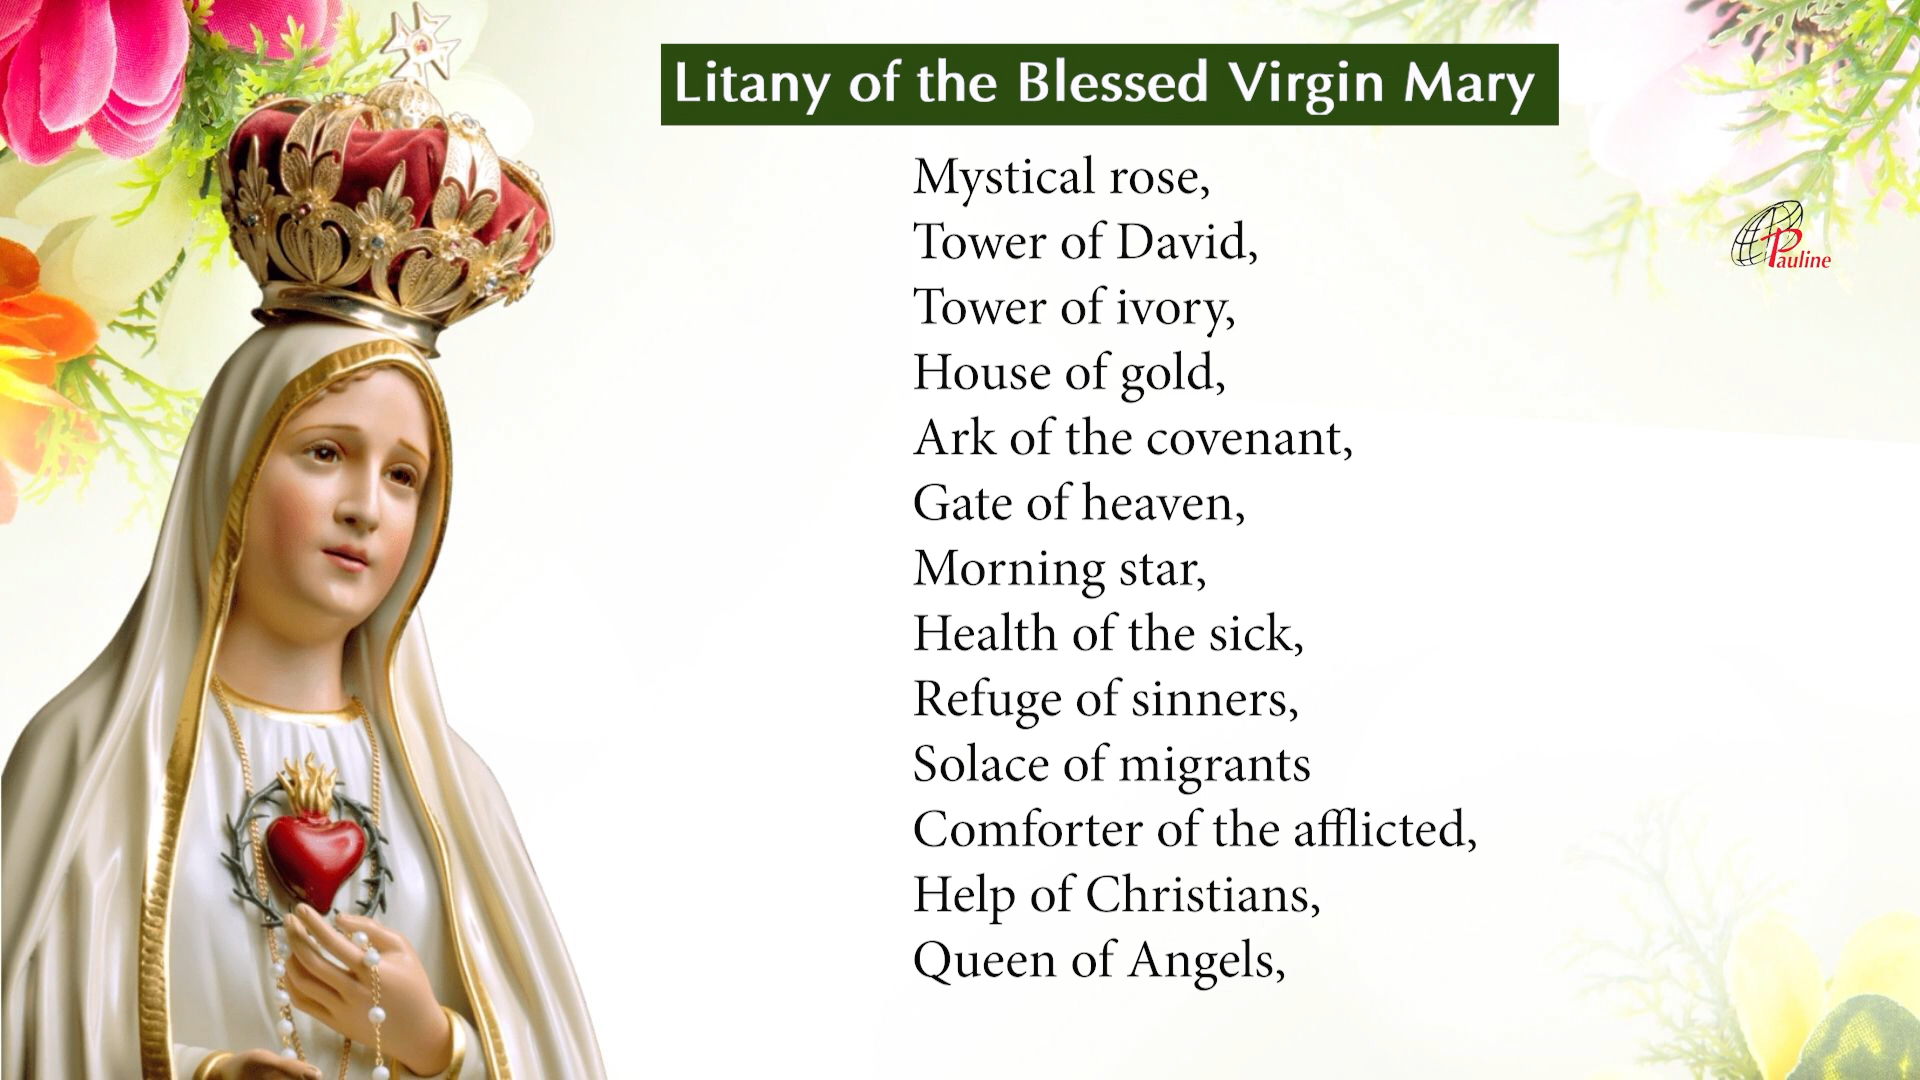 Litany of the Blessed Virgin Mary
Mystical rose,
Tower of David,
Tower of ivory,
House of gold,
Ark of the covenant,
Gate of heaven,
Morning star,
Health of the sick,
Refuge of sinners,
Solace of migrants
Comforter of the afflicted,
Help of Christians,
Queen of Angels,
Pauline